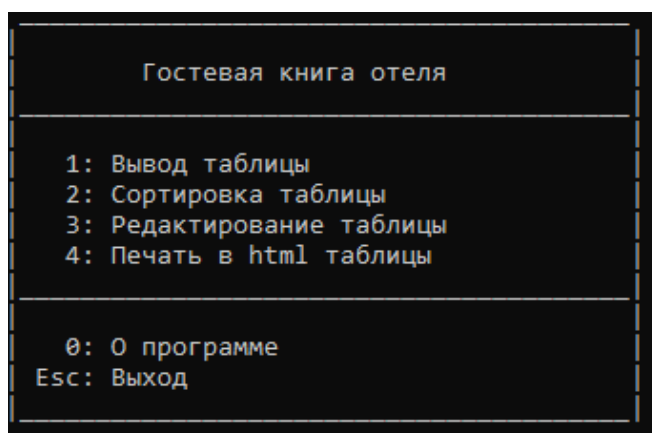 Гостевая книга отеля
1: Вывод таблицы
2: Сортировка таблицы
3: Редактирование таблицы
4: Печать в html таблицы
0: О программе
Esc: Выход